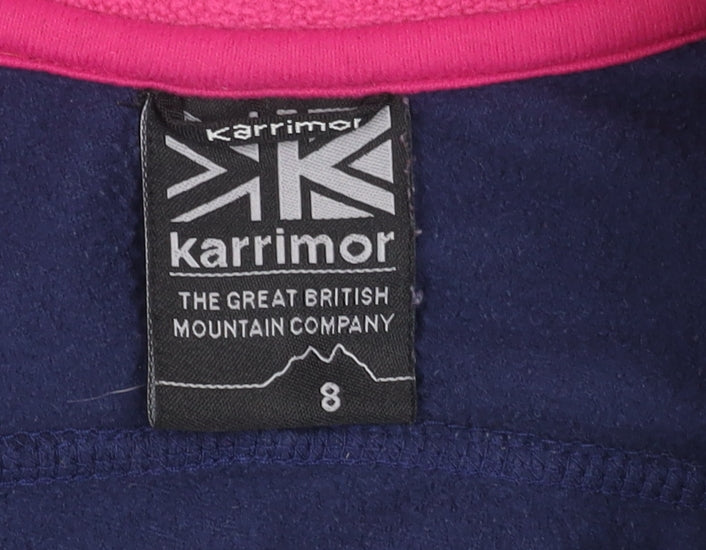 karrimor
karrimor
THE GREAT BRITISH
MOUNTAIN COMPANY
8